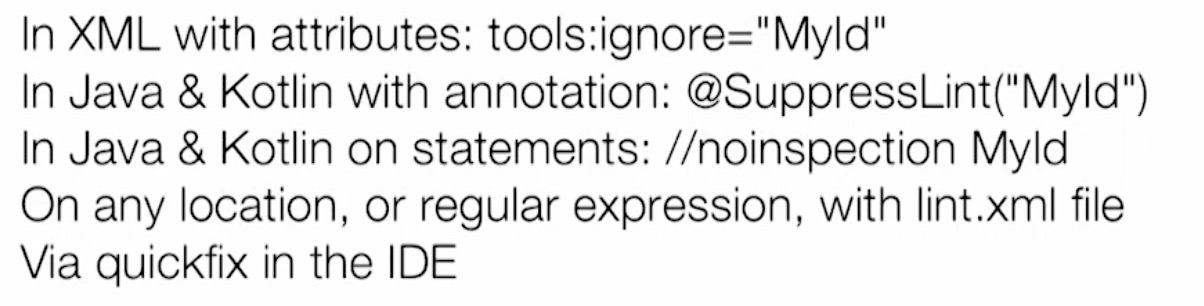 In XML with attributes: tools:ignore="MyId"
In Java & Kotlin with annotation: @SuppressLint("MyId")
In Java & Kotlin on statements: //noinspection MyId
On any location, or regular expression, with lint.xml file
Via quickfix in the IDE